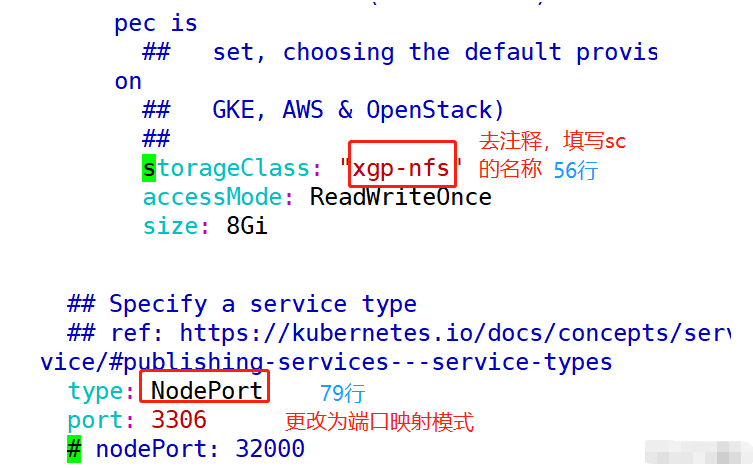 pec is
##   set, choosing the default provis
on
##   GKE, AWS & OpenStack)
##
storageClass: "xgp-nfs"
去注释，填写sc
的名称 56行
accessMode: ReadWriteOnce
size: 8Gi
## Specify a service type
## ref: https://kubernetes.io/docs/concepts/serv
vice/#publishing-services---service-types
type: NodePort
79行
port: 3306
更改为端口映射模式
# nodePort: 32000